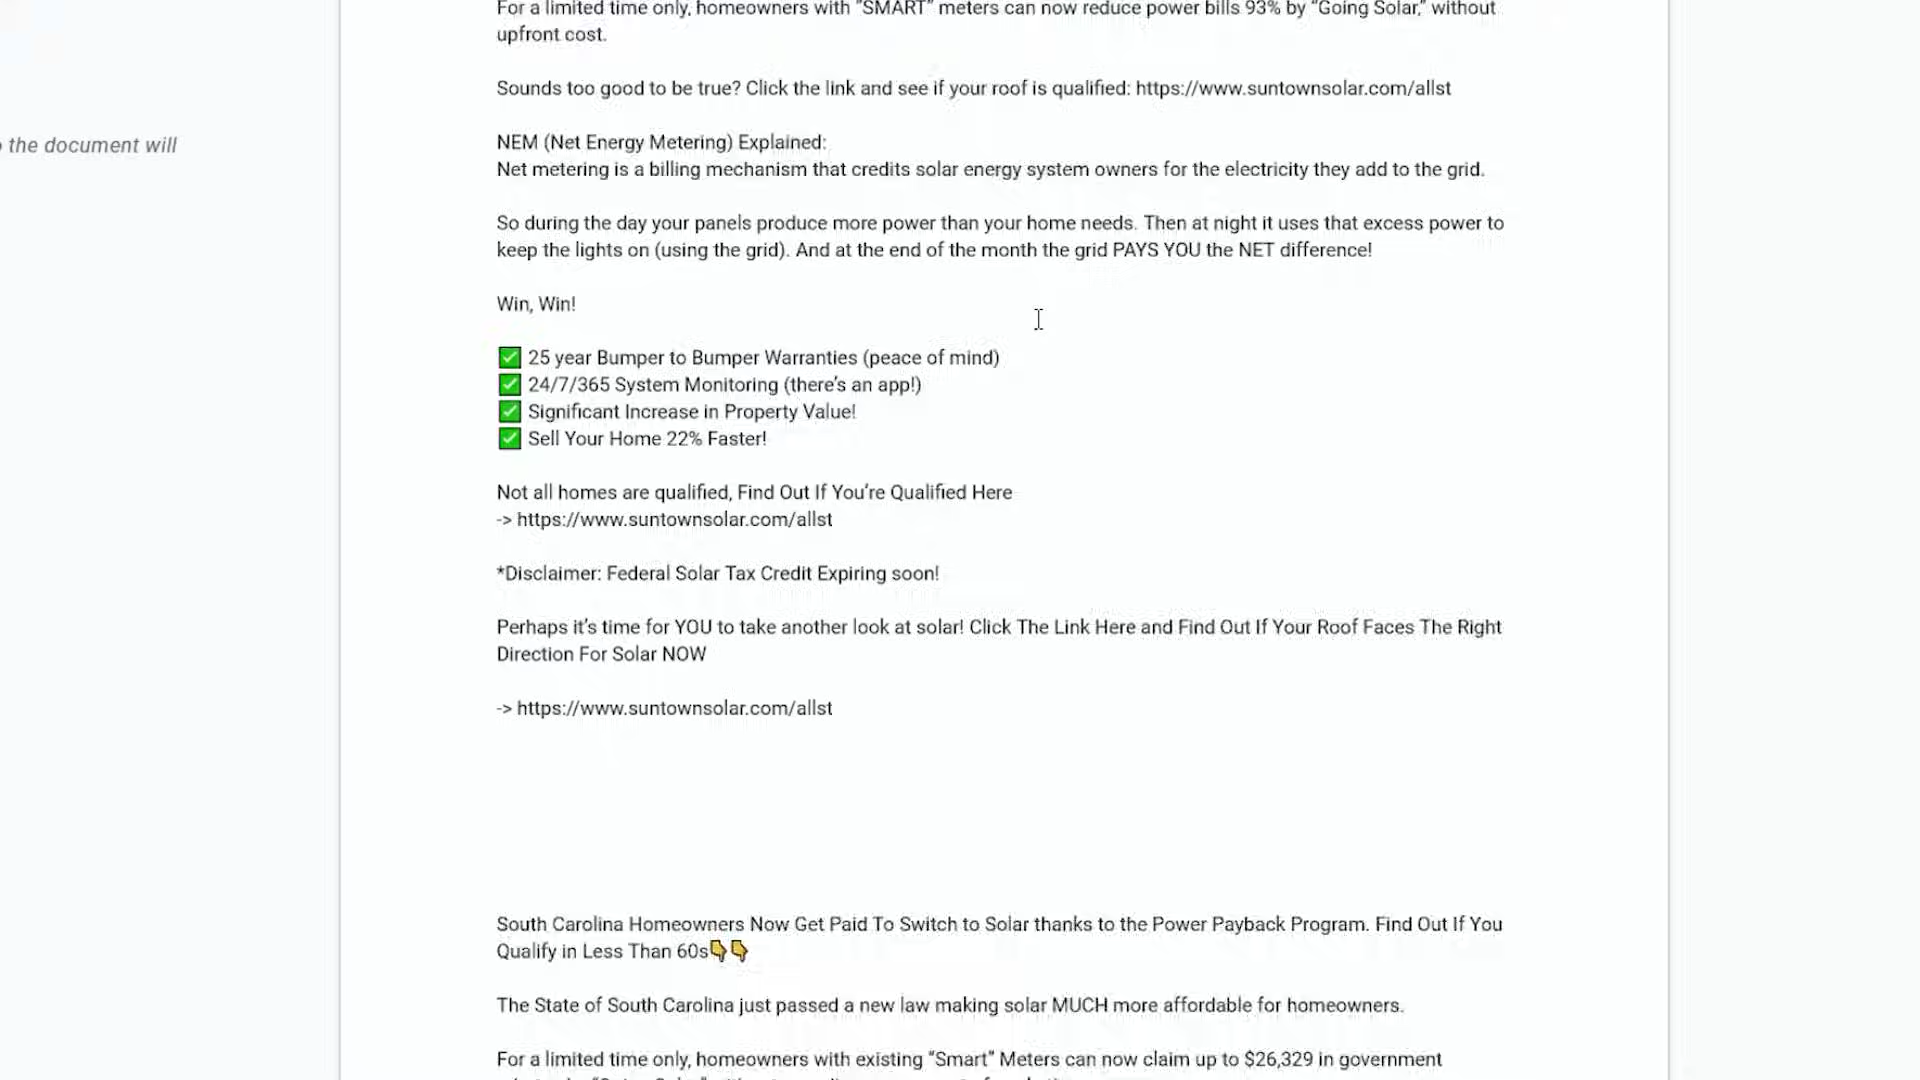 For a limited time only, homeowners with "SMART" meters can now reduce power bills 93% by "Going Solar," without
upfront cost.
Sounds too good to be true? Click the link and see if your roof is qualified: https://www.suntownsolar.com/allst
the document will
NEM (Net Energy Metering) Explained:
Net metering is a billing mechanism that credits solar energy system owners for the electricity they add to the grid.
So during the day your panels produce more power than your home needs. Then at night it uses that excess power to
keep the lights on (using the grid). And at the end of the month the grid PAYS YOU the NET difference!
Win, Win!
✅ 25 year Bumper to Bumper Warranties (peace of mind)
✅ 24/7/365 System Monitoring (there's an app!)
✅ Significant Increase in Property Value!
✅ Sell Your Home 22% Faster!
Not all homes are qualified, Find Out If You're Qualified Here
-> https://www.suntownsolar.com/allst
*Disclaimer: Federal Solar Tax Credit Expiring soon!
Perhaps it's time for YOU to take another look at solar! Click The Link Here and Find Out If Your Roof Faces The Right
Direction For Solar NOW
-> https://www.suntownsolar.com/allst
South Carolina Homeowners Now Get Paid To Switch to Solar thanks to the Power Payback Program. Find Out If You
Qualify in Less Than 60s👇👇
The State of South Carolina just passed a new law making solar MUCH more affordable for homeowners.
For a limited time only, homeowners with existing "Smart" Meters can now claim up to $26,329 in government